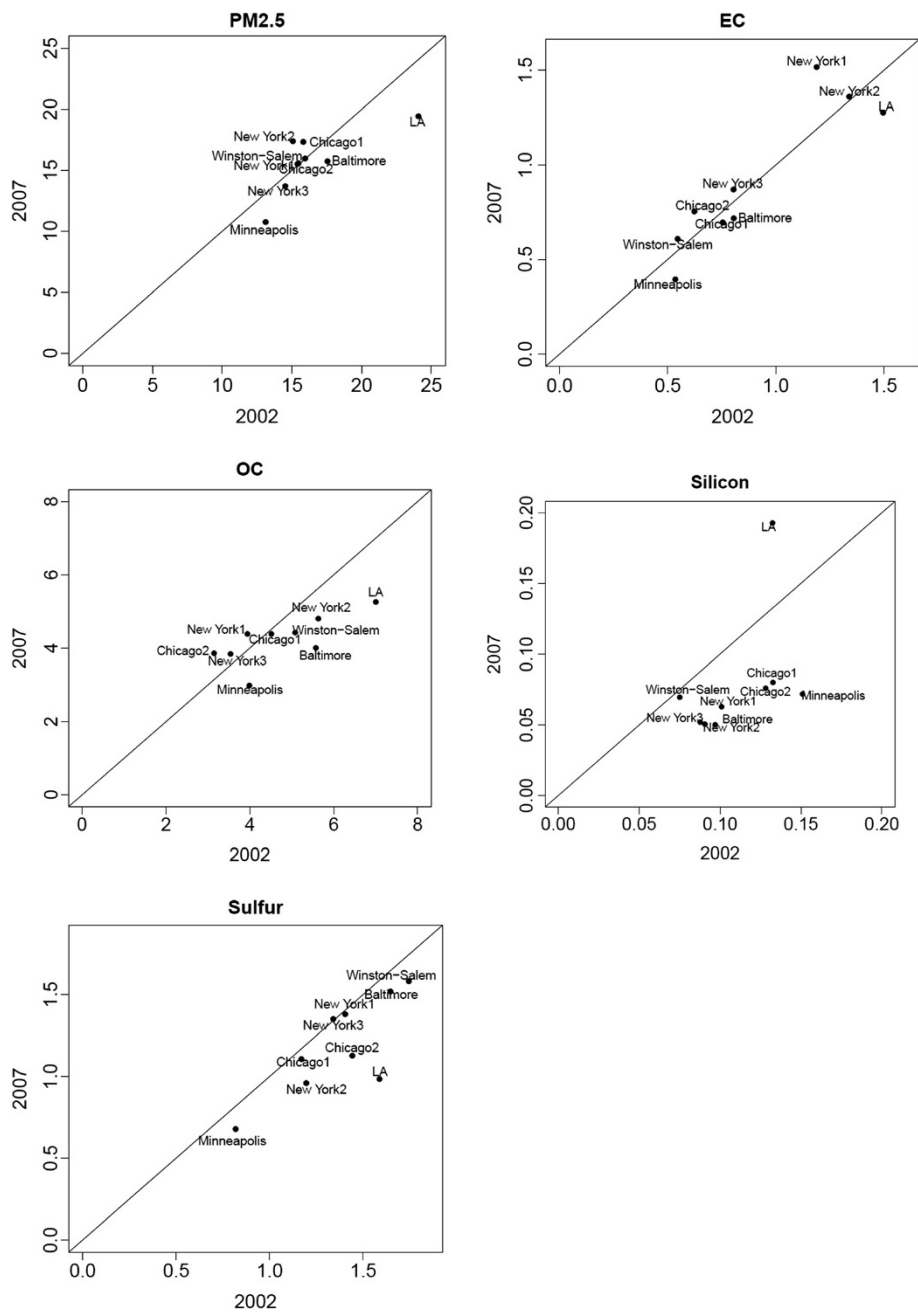 PM2.5
25
20
15
10
5
0
2007
LA
New York2
Chicago1
Winston-Salem
Baltimore
New York1
Chicago2
New York3
Minneapolis
0 5 10 15 20 25
2002
EC
1.5
1.0
0.5
0.0
2007
New York1
New York2
LA
New York3
Chicago2
Baltimore
Chicago1
Winston-Salem
Minneapolis
0.0 0.5 1.0 1.5
2002
OC
8
6
4
2
0
2007
LA
New York2
New York1
Winston-Salem
Chicago1
Chicago2
New York3
Baltimore
Minneapolis
0 2 4 6 8
2002
Silicon
0.20
0.15
0.10
0.05
0.00
2007
LA
Chicago1
Winston-Salem
Chicago2
Minneapolis
New York1
New York3
Baltimore
New York2
0.00 0.05 0.10 0.15 0.20
2002
Sulfur
1.5
1.0
0.5
0.0
2007
Winston-Salem
Baltimore
New York1
New York3
Chicago2
Chicago1
LA
New York2
Minneapolis
0.0 0.5 1.0 1.5
2002